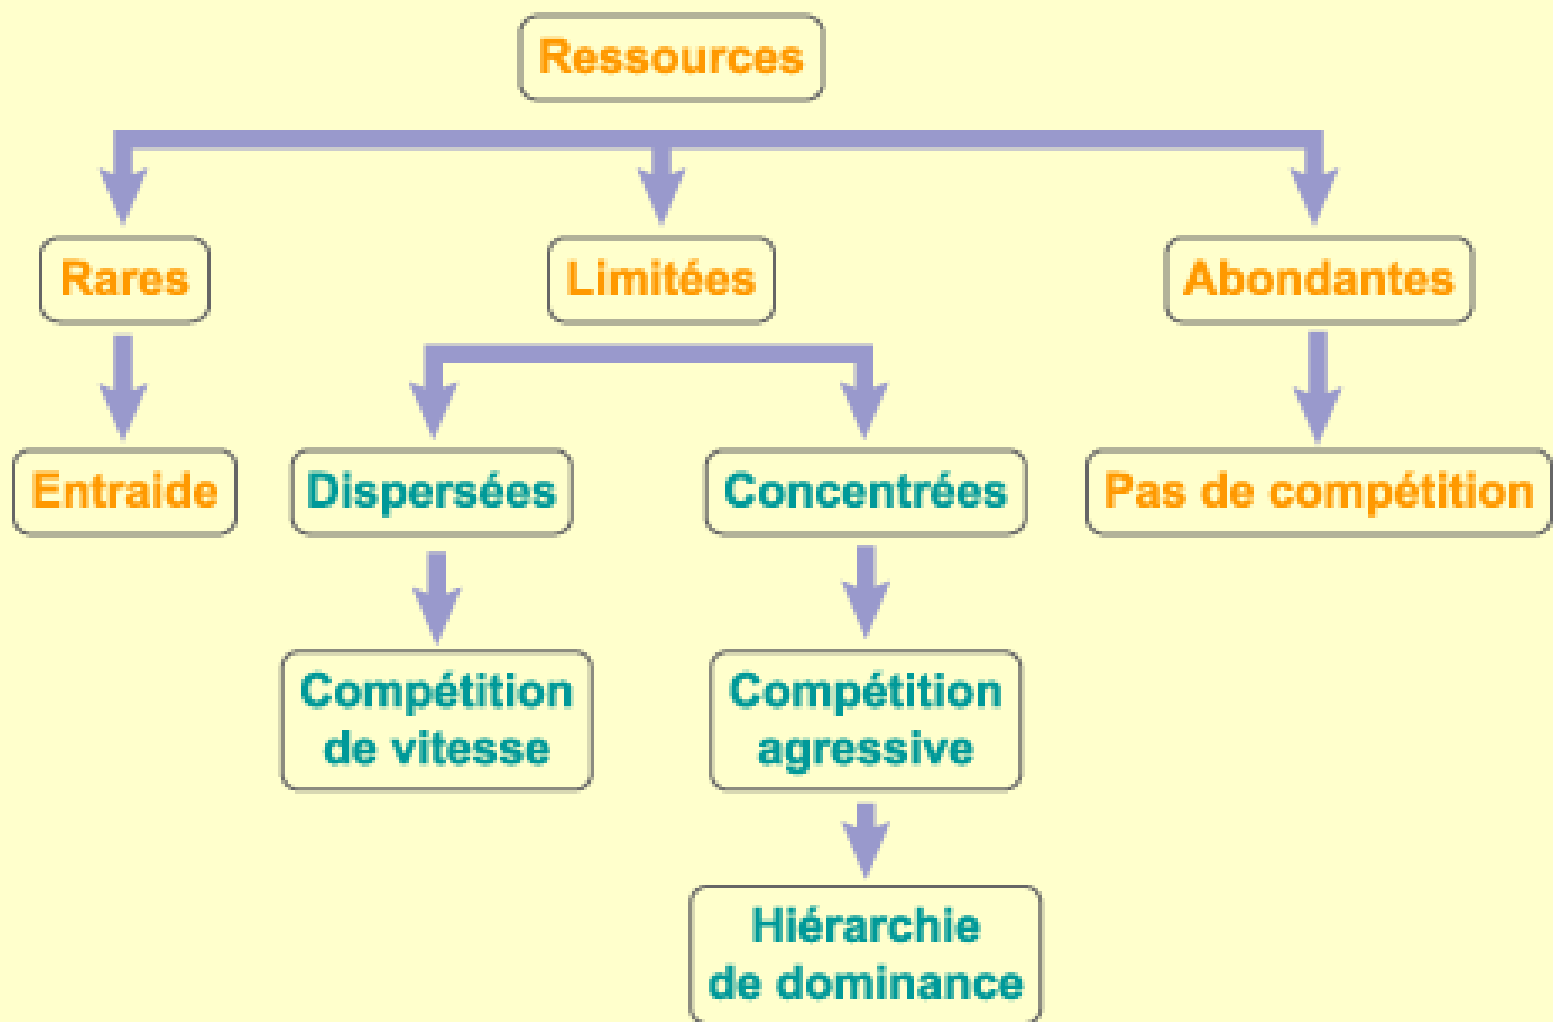 Ressources
Rares
Limitées
Abondantes
Entraide
Dispersées
Concentrées
Pas de compétition
Compétition
de vitesse
Compétition
agressive
Hiérarchie
de dominance